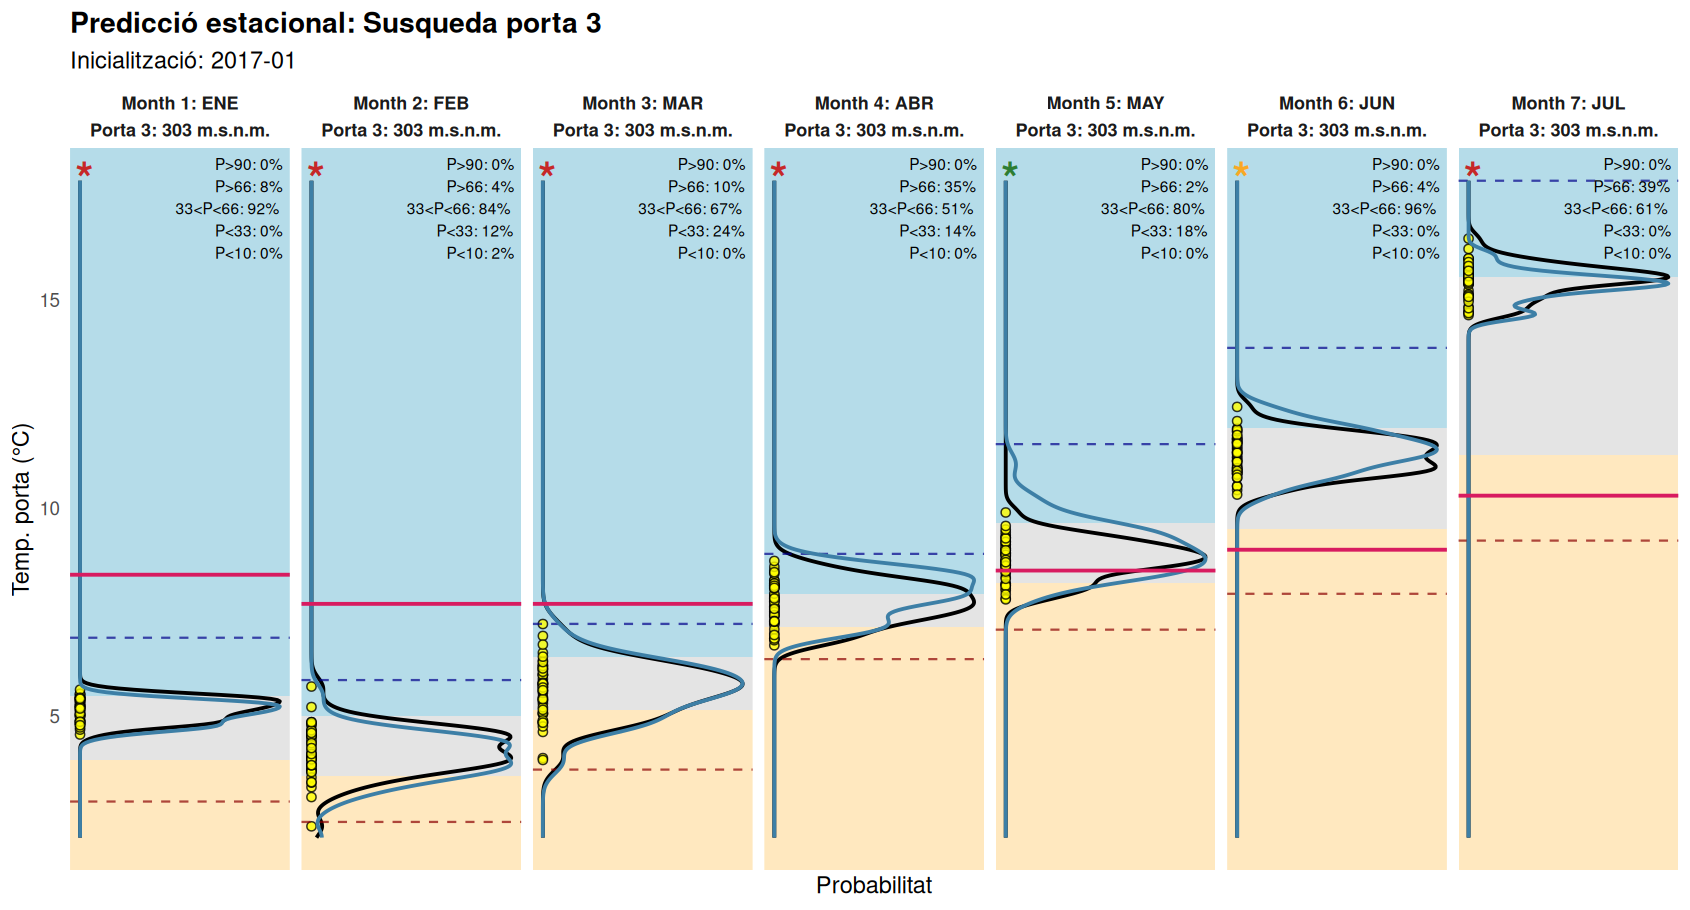 Predicció estacional: Susqueda porta 3
Inicialització: 2017-01
Month 1: ENE
Porta 3: 303 m.s.n.m.
Month 2: FEB
Porta 3: 303 m.s.n.m.
Month 3: MAR
Porta 3: 303 m.s.n.m.
Month 4: ABR
Porta 3: 303 m.s.n.m.
Month 5: MAY
Porta 3: 303 m.s.n.m.
Month 6: JUN
Porta 3: 303 m.s.n.m.
Month 7: JUL
Porta 3: 303 m.s.n.m.
*
P>90: 0%
P>66: 8%
33<P<66: 92%
P<33: 0%
P<10: 0%
*
P>90: 0%
P>66: 4%
33<P<66: 84%
P<33: 12%
P<10: 2%
*
P>90: 0%
P>66: 10%
33<P<66: 67%
P<33: 24%
P<10: 0%
*
P>90: 0%
P>66: 35%
33<P<66: 51%
P<33: 14%
P<10: 0%
*
P>90: 0%
P>66: 2%
33<P<66: 80%
P<33: 18%
P<10: 0%
*
P>90: 0%
P>66: 4%
33<P<66: 96%
P<33: 0%
P<10: 0%
*
P>90: 0%
P>66: 39%
33<P<66: 61%
P<33: 0%
P<10: 0%
15
10
5
Temp. porta (°C)
Probabilitat